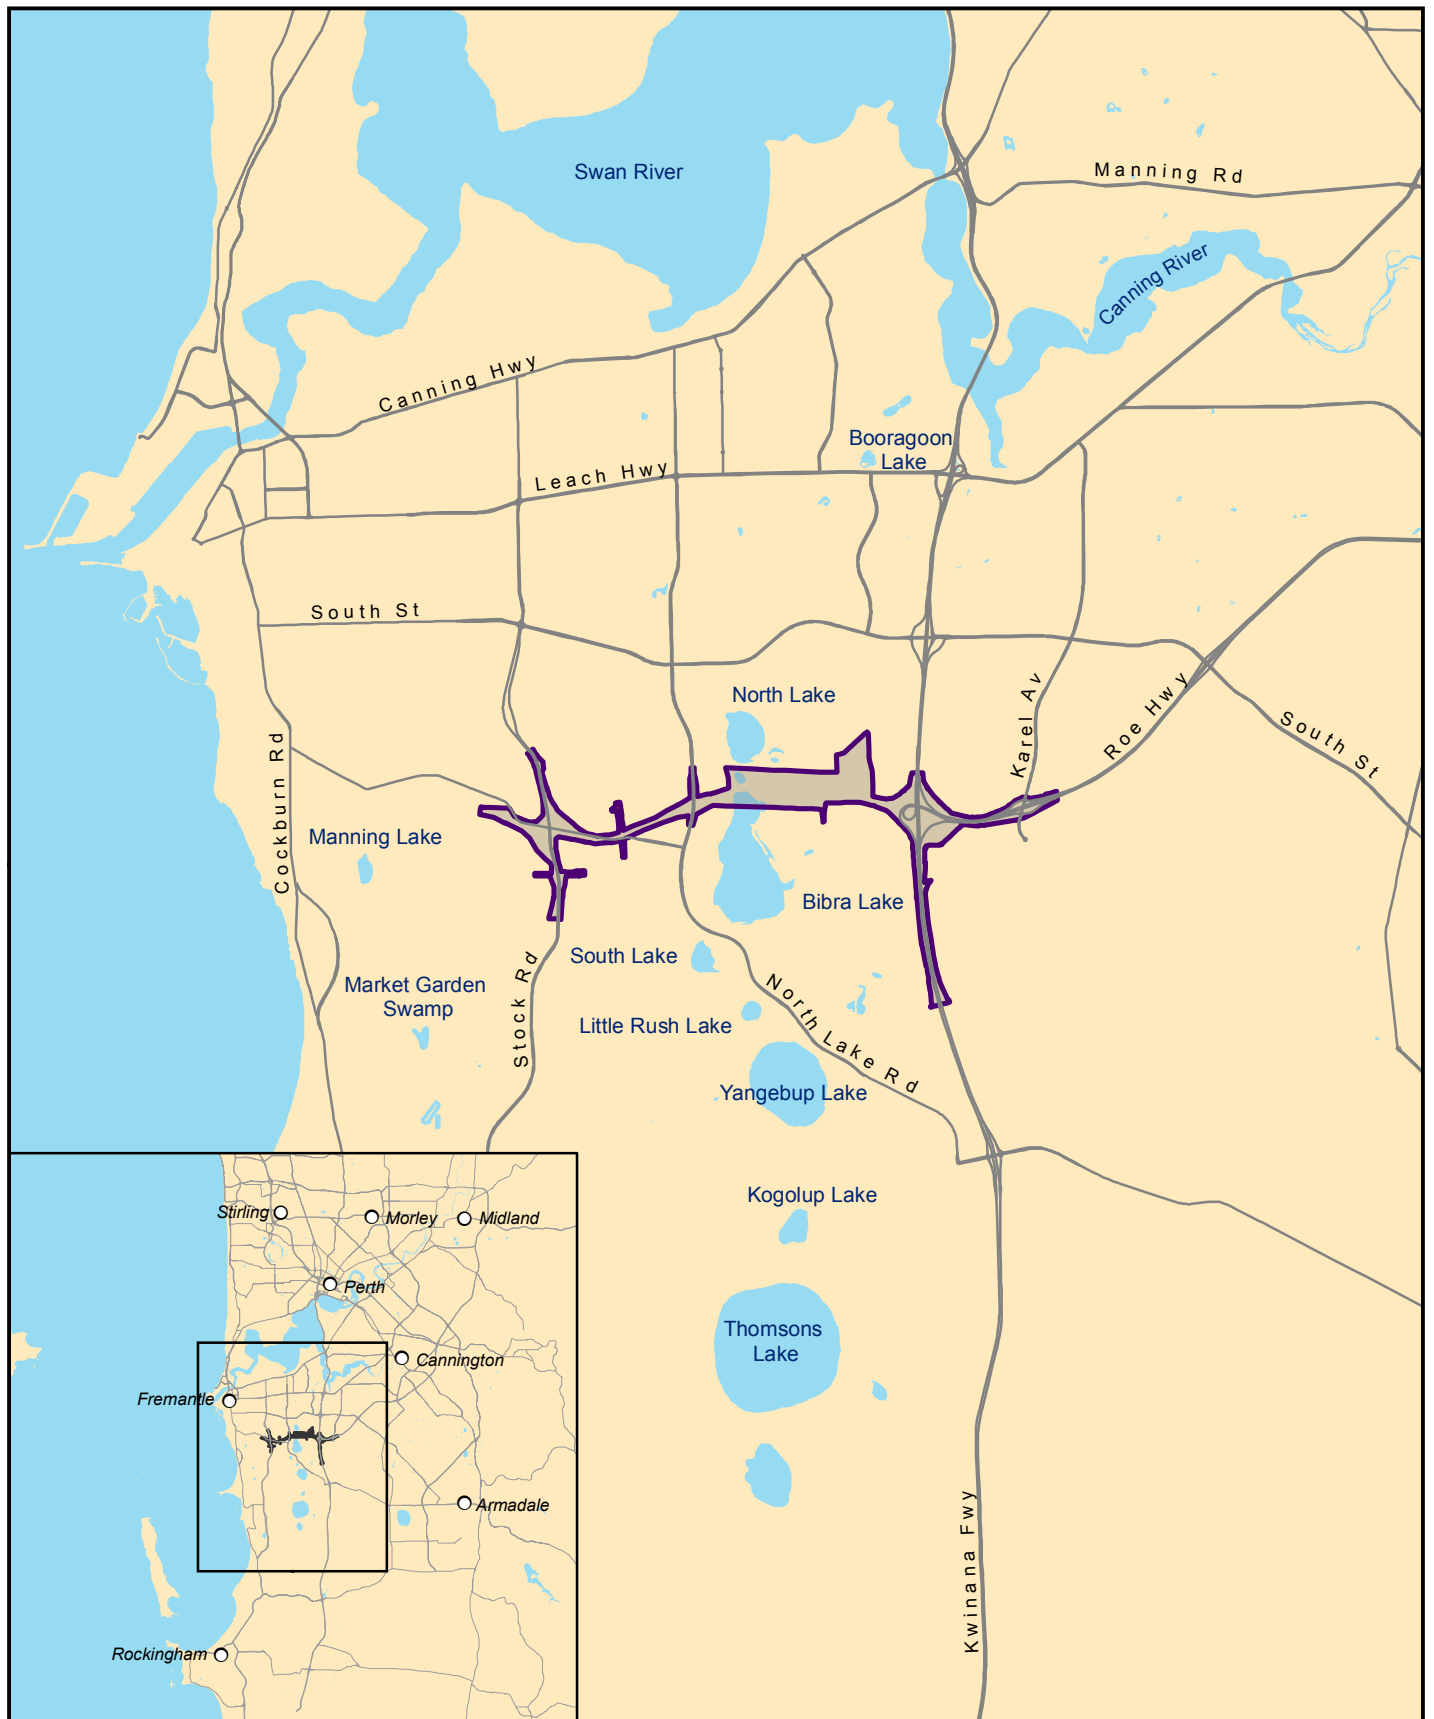 Swan River
Manning Rd
Canning River
Canning Hwy
Booragoon
Lake
Leach Hwy
South St
North Lake
Karel Av
Roe Hwy
South St
Cockburn Rd
Manning Lake
Bibra Lake
South Lake
Stock Rd
Market Garden
Swamp
North Lake Rd
Little Rush Lake
Yangebup Lake
Kogolup Lake
Thomsons
Lake
Kwinana Fwy
Stirling
Morley
Midland
Perth
Cannington
Fremantle
Armadale
Rockingham